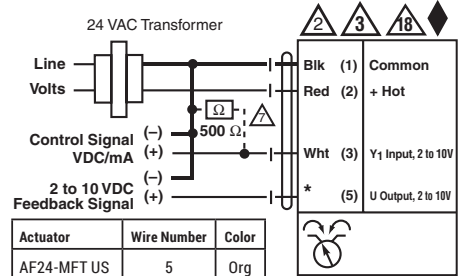 24 VAC Transformer
2 3 18
Line
Volts
Blk (1) Common
Red (2) + Hot
Ω 7
500 Ω
Control Signal (–)
VDC/mA (+)
Wht (3) Y1 Input, 2 to 10V
(–)
2 to 10 VDC
Feedback Signal (+)
* (5) U Output, 2 to 10V
Actuator Wire Number Color
AF24-MFT US 5 Org